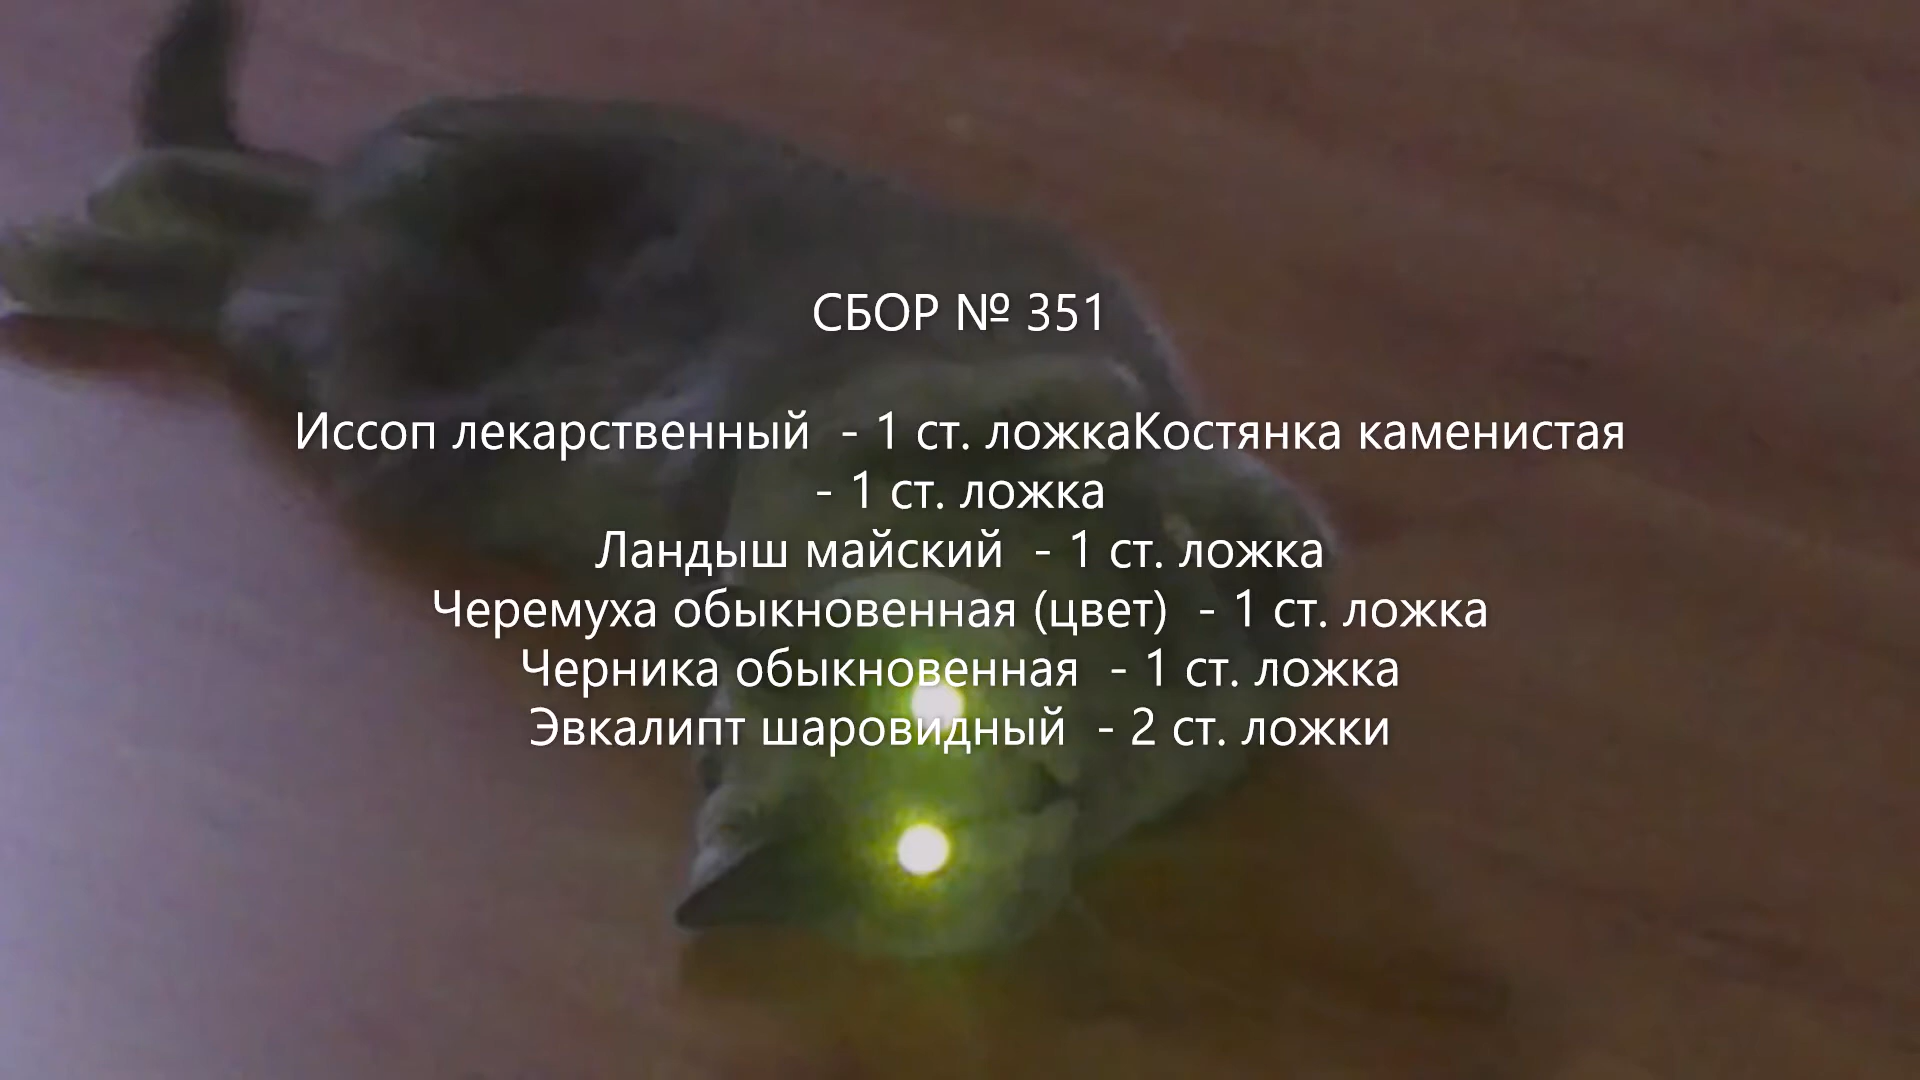 СБОР № 351
Иссоп лекарственный - 1 ст. ложкаКостянка каменистая
- 1 ст. ложка
Ландыш майский - 1 ст. ложка
Черемуха обыкновенная (цвет) - 1 ст. ложка
Черника обыкновенная - 1 ст. ложка
Эвкалипт шаровидный - 2 ст. ложки